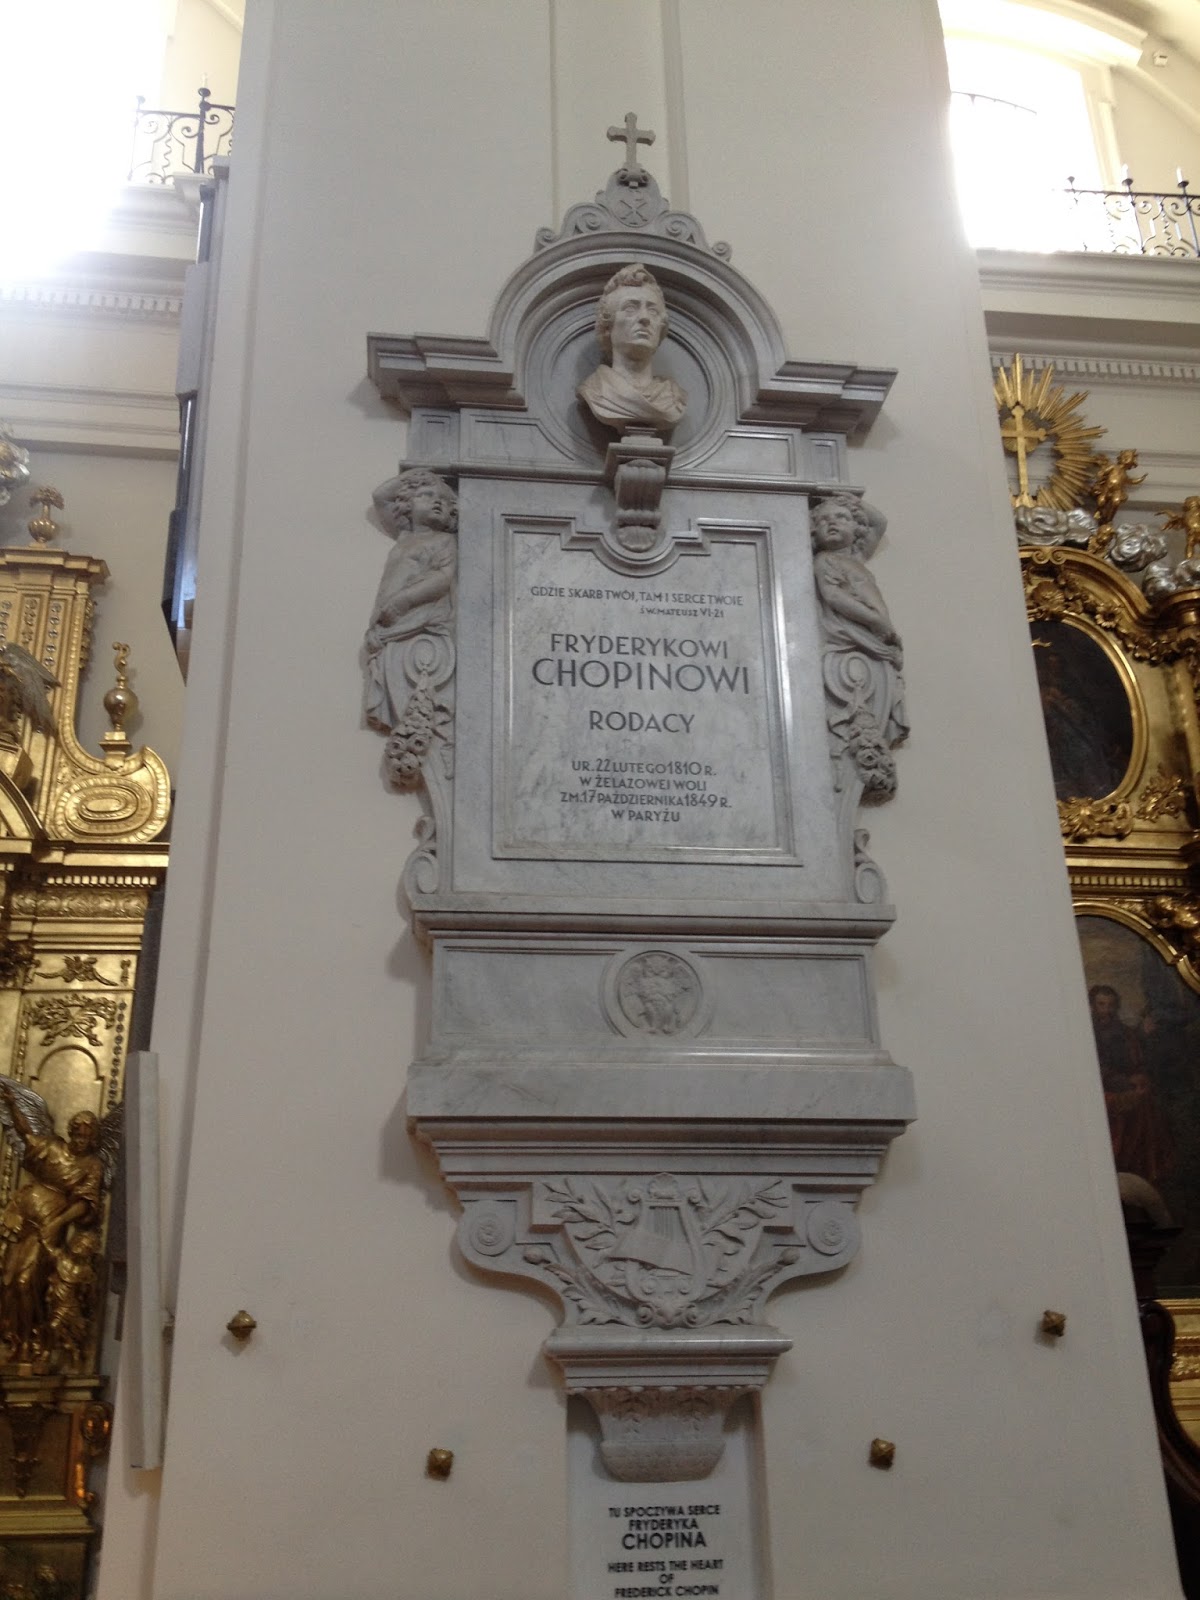 GDZIE SKARB TWÓJ, TAM I SERCE TWOJE
ŚW. MATEUSZ VI·21
FRYDERYKOWI
CHOPINOWI
RODACY
UR. 22 LUTEGO 1810 R.
W ŻELAZOWEJ WOLI
ZM. 17 PAŹDZIERNIKA 1849 R.
W PARYŻU
TU SPOCZYWA SERCE
FRYDERYKA
CHOPINA
HERE RESTS THE HEART
OF
FREDERICK CHOPIN